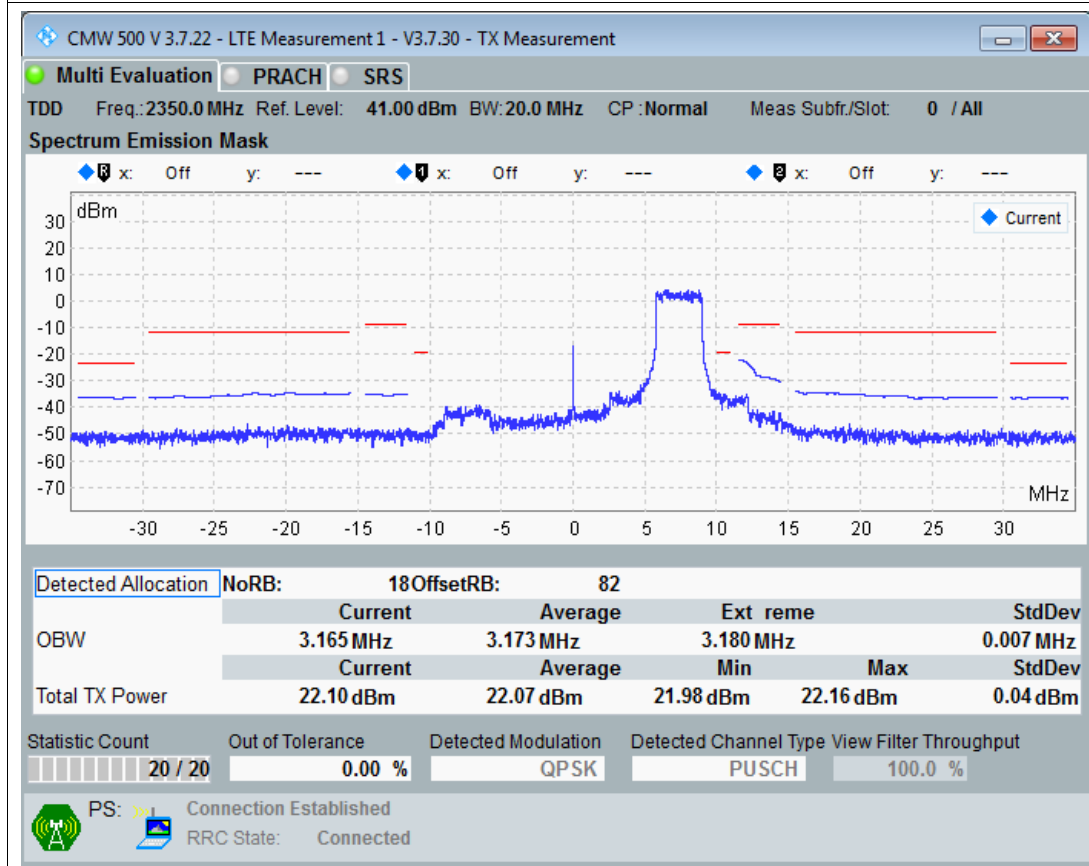 CMW 500 V 3.7.22 - LTE Measurement 1 - V3.7.30 - TX Measurement
Multi Evaluation PRACH SRS
TDD Freq.: 2350.0 MHz Ref. Level: 41.00 dBm BW: 20.0 MHz CP : Normal Meas Subfr./Slot: 0 / All
Spectrum Emission Mask
R x: Off y: --- 1 x: Off y: --- 2 x: Off y: ---
dBm
Current
30
20
10
0
-10
-20
-30
-40
-50
-60
-70
MHz
-30 -25 -20 -15 -10 -5 0 5 10 15 20 25 30
Detected Allocation NoRB: 18 OffsetRB: 82
Current Average Ext reme StdDev
OBW 3.165 MHz 3.173 MHz 3.180 MHz 0.007 MHz
Current Average Min Max StdDev
Total TX Power 22.10 dBm 22.07 dBm 21.98 dBm 22.16 dBm 0.04 dBm
Statistic Count Out of Tolerance Detected Modulation Detected Channel Type View Filter Throughput
20 / 20 0.00 % QPSK PUSCH 100.0 %
PS: Connection Established
RRC State: Connected